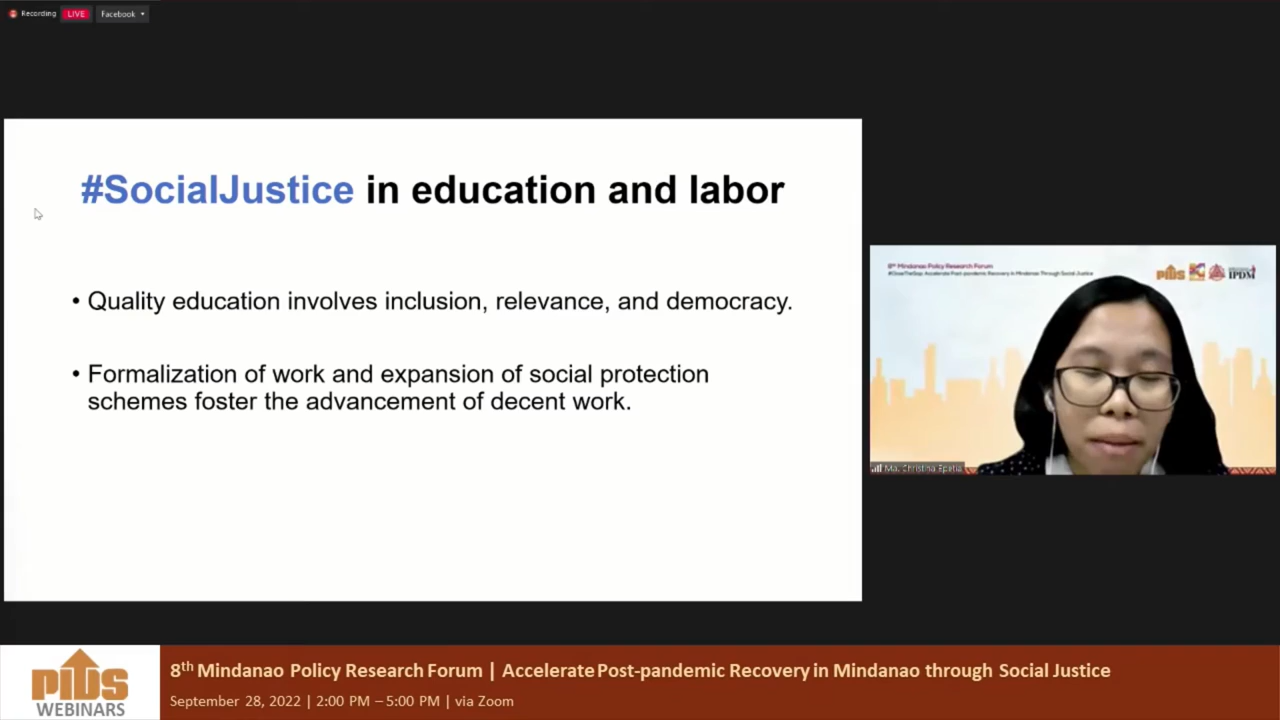 Recording
LIVE
Facebook
#SocialJustice in education and labor
• Quality education involves inclusion, relevance, and democracy.
• Formalization of work and expansion of social protection
schemes foster the advancement of decent work.
8th Mindanao Policy Research Forum
#CloseTheGap: Accelerate Post-pandemic Recovery in Mindanao Through Social Justice
PIDS
IPDM
Ma. Christina Epetia
PIDS
WEBINARS
8th Mindanao Policy Research Forum | Accelerate Post-pandemic Recovery in Mindanao through Social Justice
September 28, 2022 | 2:00 PM – 5:00 PM | via Zoom